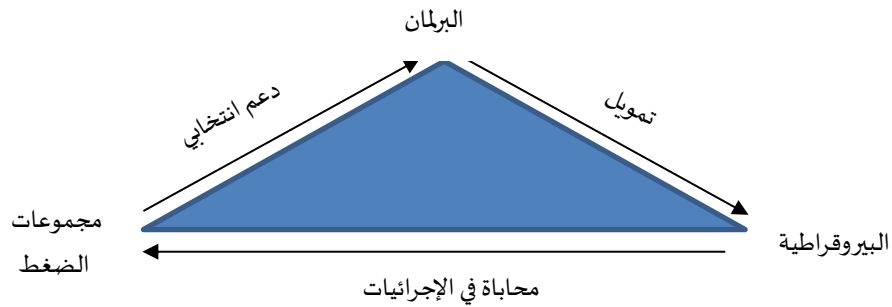 البرلمان
دعم انتخابي
تمويل
مجموعات
الضغط
البيروقراطية
محاباة في الإجرائيات